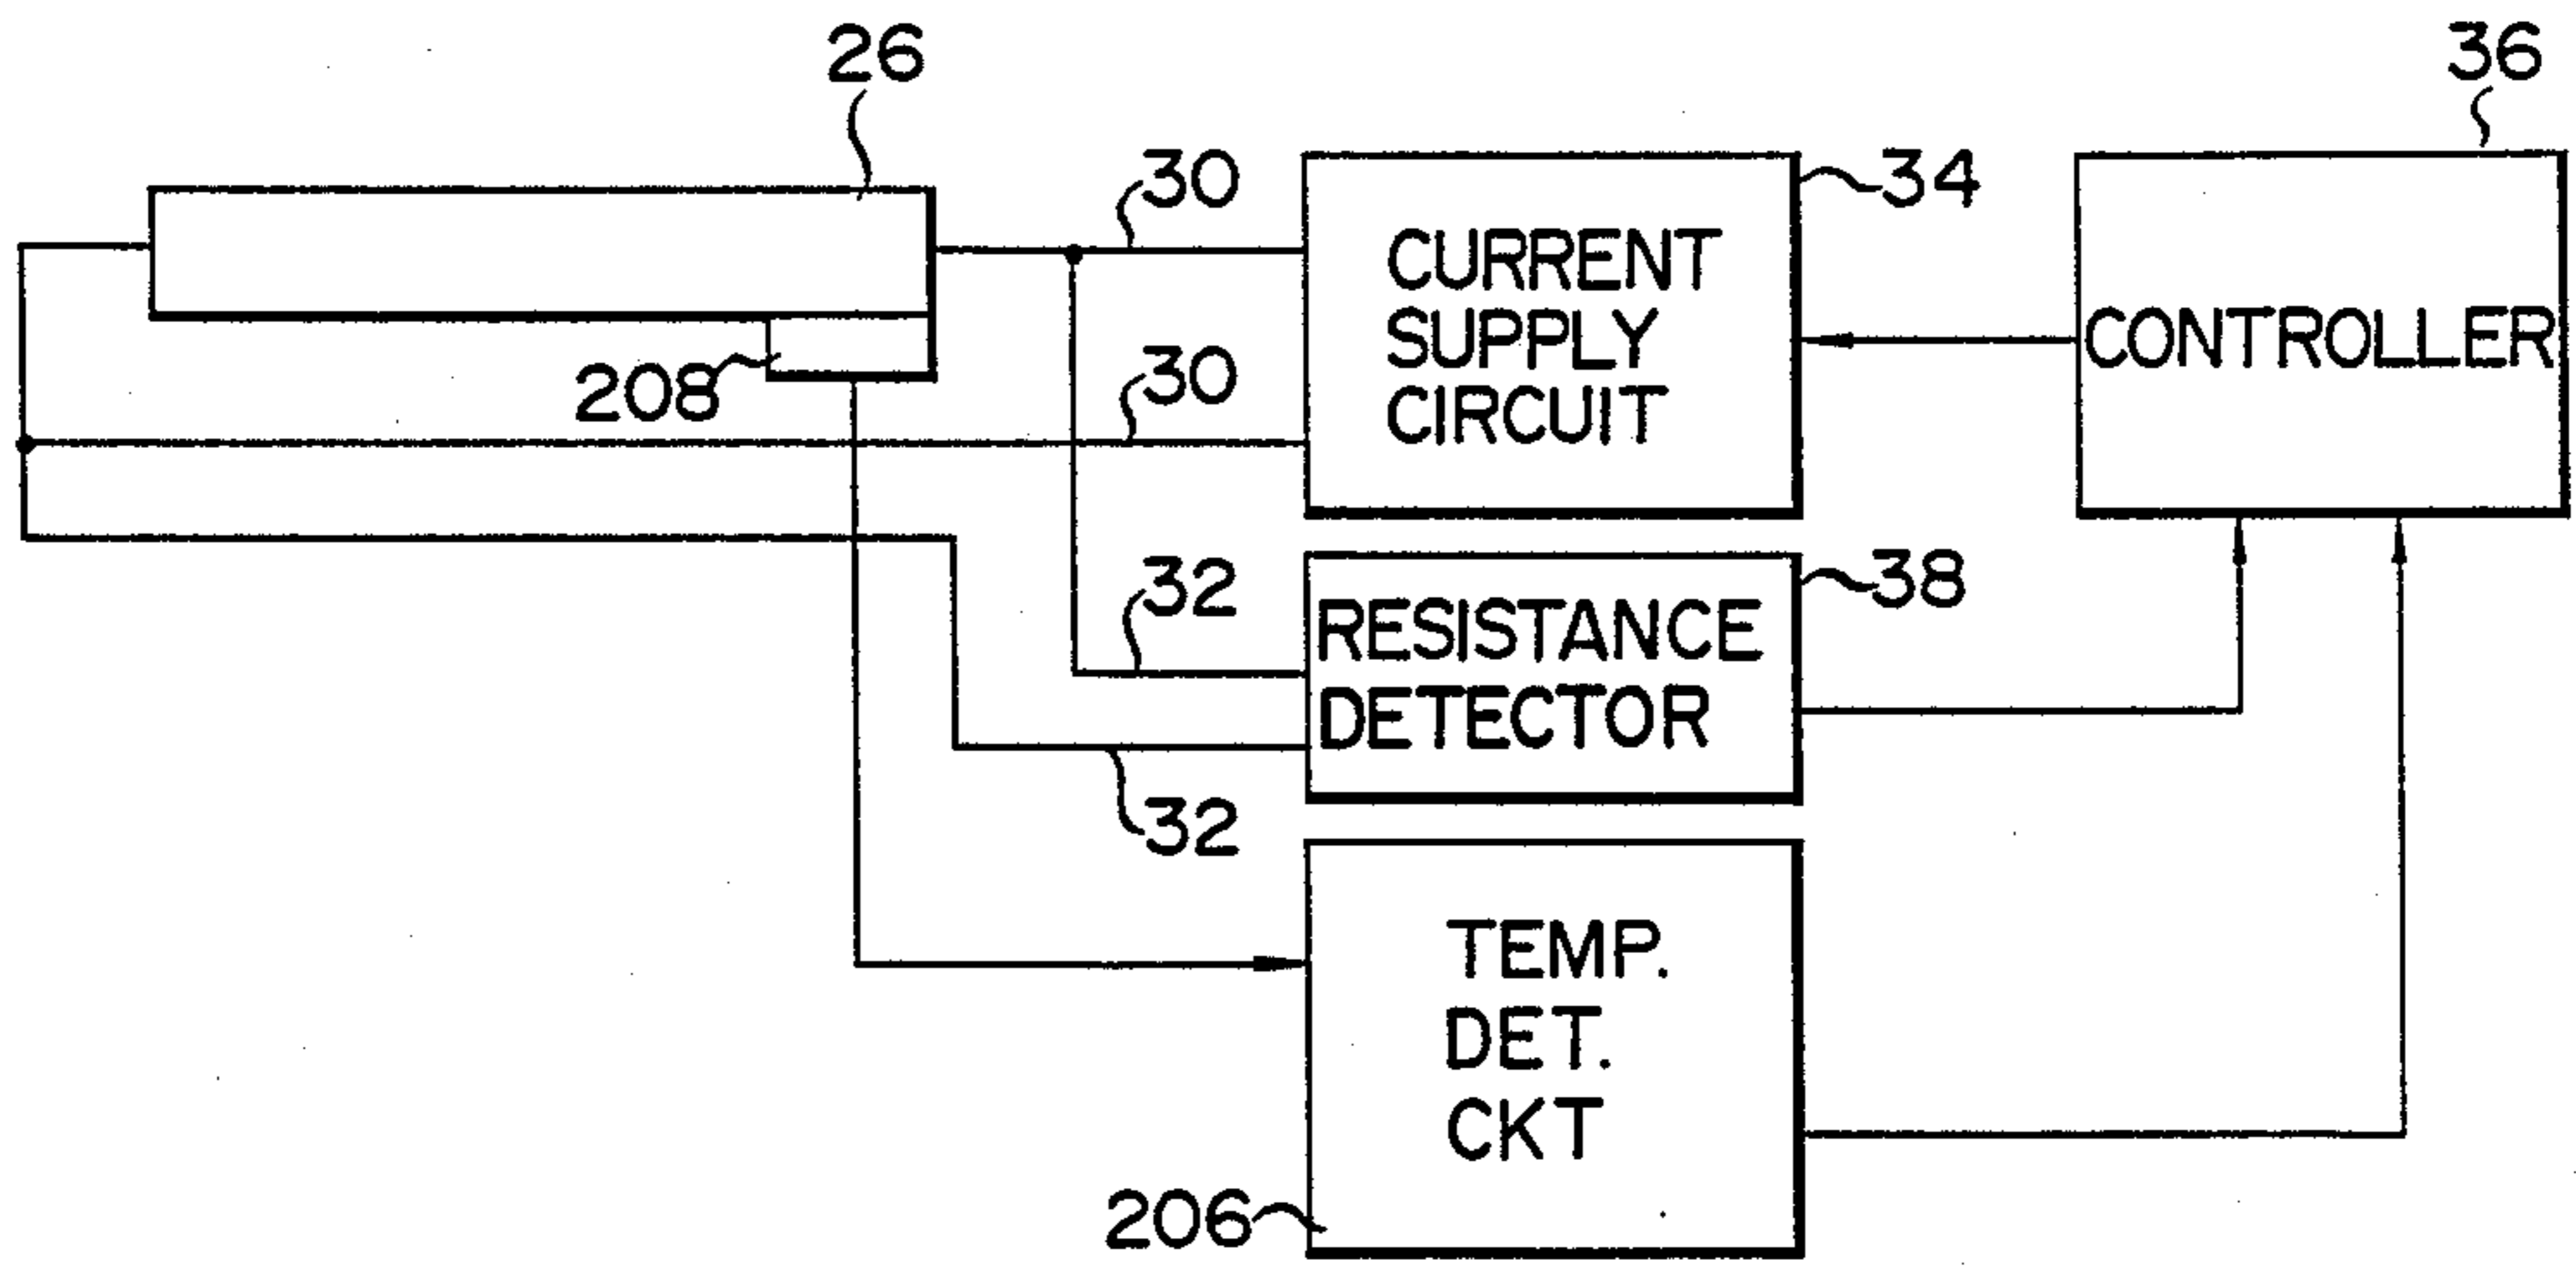 26
36
30
34
CURRENT
SUPPLY
CIRCUIT
CONTROLLER
208
30
32
38
RESISTANCE
DETECTOR
32
TEMP.
DET.
CKT
206